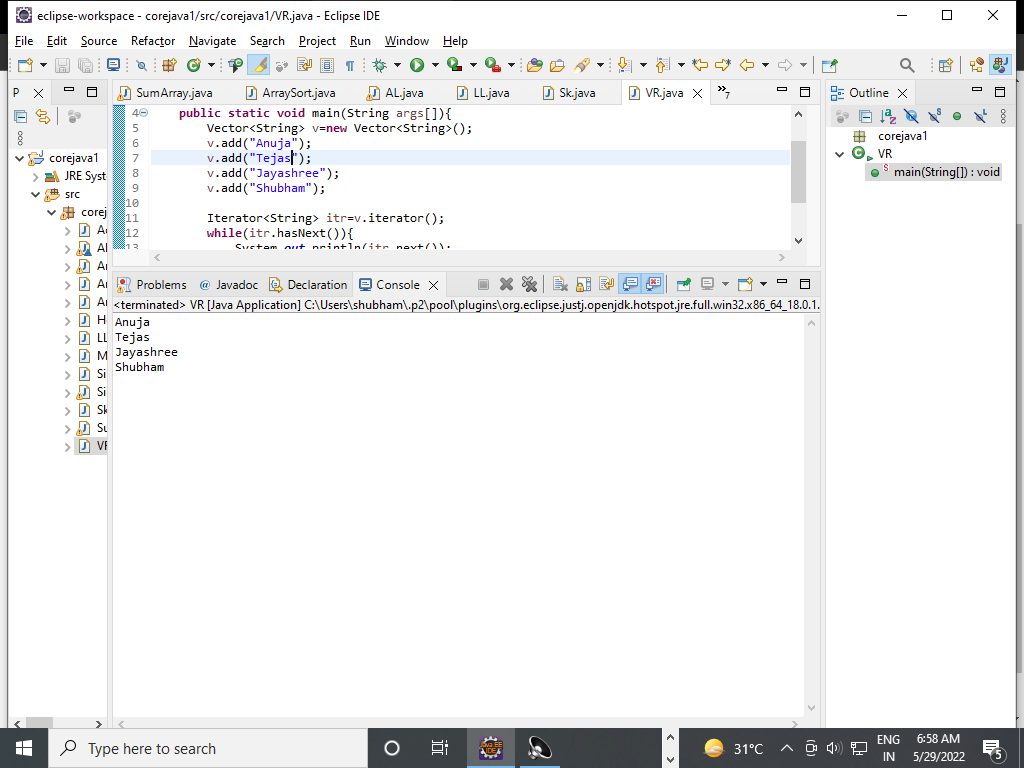 eclipse-workspace - corejava1/src/corejava1/VR.java - Eclipse IDE
File Edit Source Refactor Navigate Search Project Run Window Help
P
SumArray.java ArraySort.java AL.java LL.java Sk.java VR.java 7
Outline
4 public static void main(String args[]){
5 Vector<String> v=new Vector<String>();
6 v.add("Anuja");
7 v.add("Tejas");
8 v.add("Jayashree");
9 v.add("Shubham");
10
11 Iterator<String> itr=v.iterator();
12 while(itr.hasNext()){
13 System.out.println(itr.next());
corejava1
JRE Syst
src
corej
H
LL
M
Si
Si
Sk
Su
VR
corejava1
VR
main(String[]) : void
Problems @ Javadoc Declaration Console
<terminated> VR [Java Application] C:\Users\shubham\.p2\pool\plugins\org.eclipse.justj.openjdk.hotspot.jre.full.win32.x86_64_18.0.1.
Anuja
Tejas
Jayashree
Shubham
Type here to search
31°C
ENG
IN
6:58 AM
5/29/2022
5